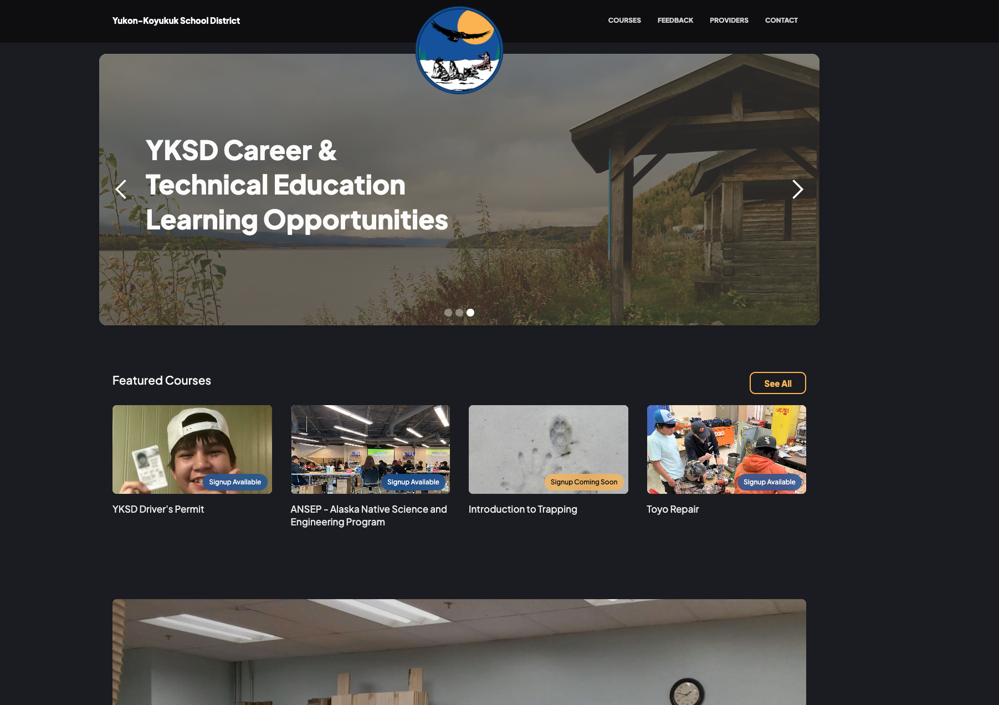 Yukon-Koyukuk School District
COURSES
FEEDBACK
PROVIDERS
CONTACT
YKSD Career &
Technical Education
Learning Opportunities
Featured Courses
See All
Signup Available
Signup Available
Signup Coming Soon
Signup Available
YKSD Driver's Permit
ANSEP - Alaska Native Science and
Engineering Program
Introduction to Trapping
Toyo Repair